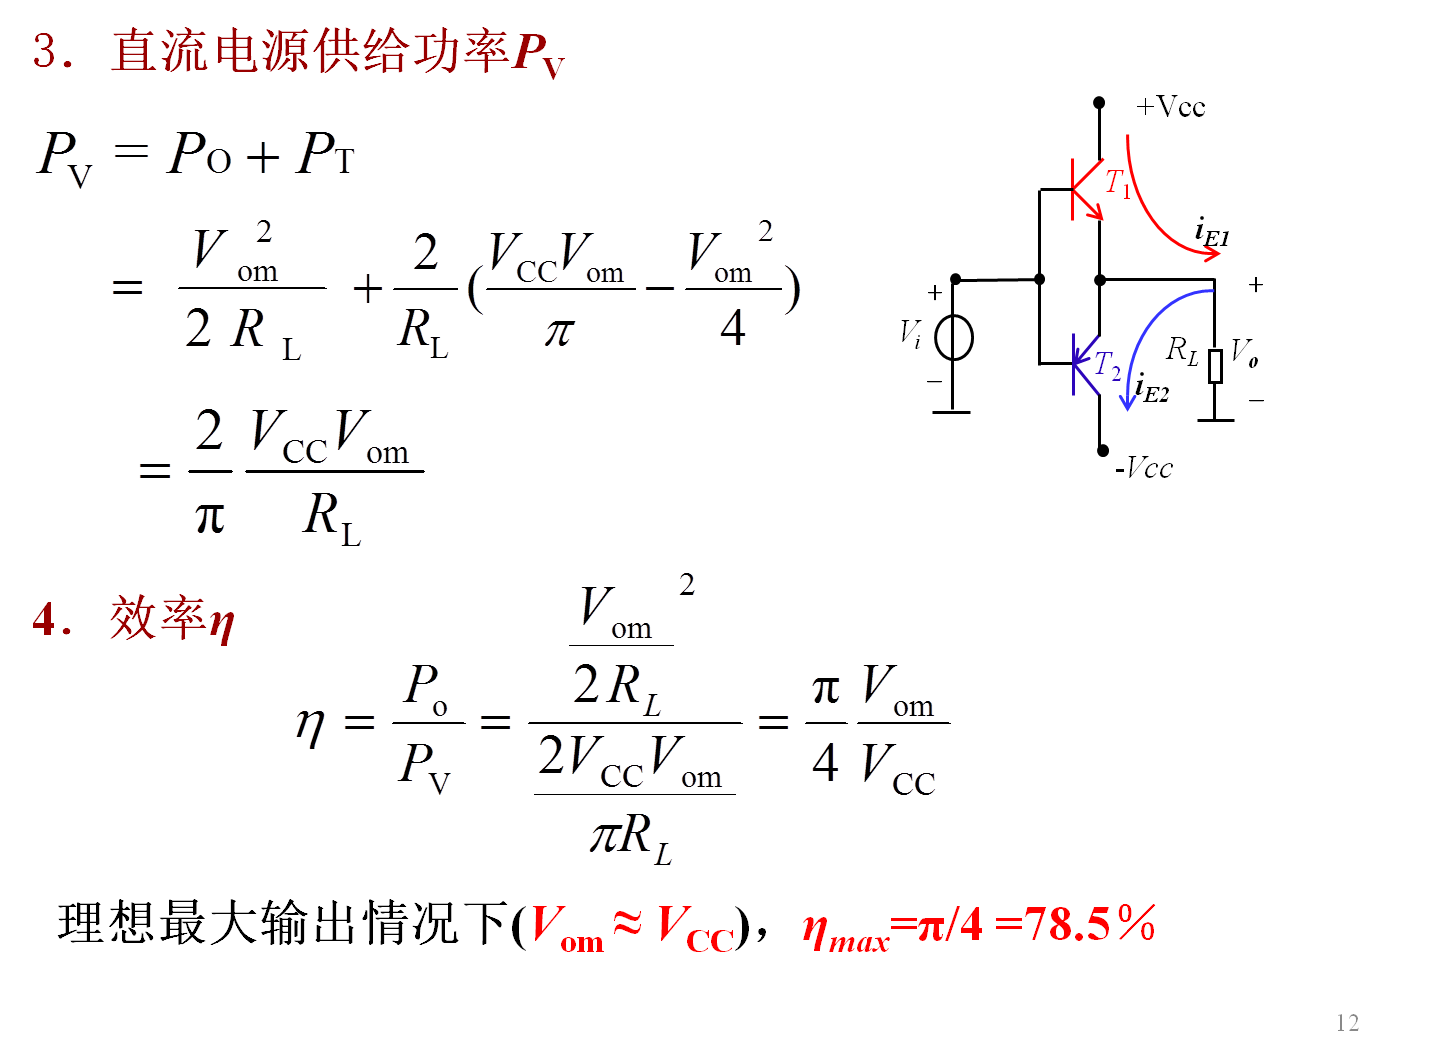 3． 直流电源供给功率P_V
P_V = P_O + P_T
= V_om² / 2R_L + 2/R_L (V_CC V_om / π − V_om² / 4)
= 2/π V_CC V_om / R_L
+Vcc
T₁
i_E1
+ +
V_i
R_L V_o
T₂
i_E2
− −
-Vcc
4． 效率η
η = P_o / P_V = (V_om² / 2R_L) / (2V_CC V_om / πR_L) = π/4 V_om / V_CC
理想最大输出情况下(V_om ≈ V_CC)，η_max=π/4 =78.5％
12